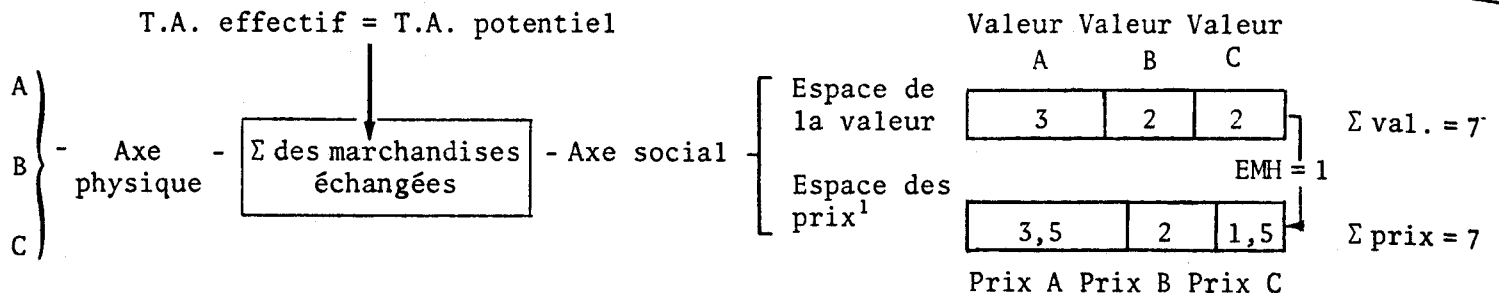 T.A. effectif = T.A. potentiel
Valeur Valeur Valeur
A B C
A
B
C
- Axe physique -
Σ des marchandises
échangées
- Axe social -
Espace de
la valeur
3 2 2
Σ val. = 7
EMH = 1
Espace des
prix¹
3,5 2 1,5
Σ prix = 7
Prix A Prix B Prix C